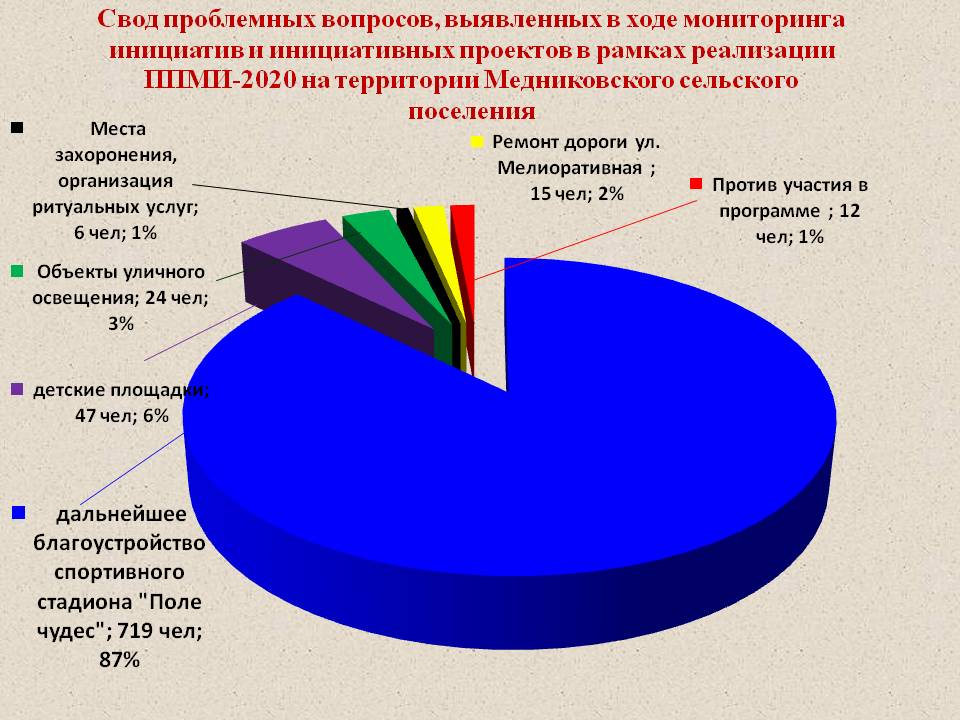 Свод проблемных вопросов, выявленных в ходе мониторинга
инициатив и инициативных проектов в рамках реализации
ППМИ-2020 на территории Медниковского сельского
поселения
Места
захоронения,
организация
ритуальных услуг;
6 чел; 1%
Ремонт дороги ул.
Мелиоративная ;
15 чел; 2%
Против участия в
программе ; 12
чел; 1%
Объекты уличного
освещения; 24 чел;
3%
детские площадки;
47 чел; 6%
дальнейшее
благоустройство
спортивного
стадиона "Поле
чудес"; 719 чел;
87%